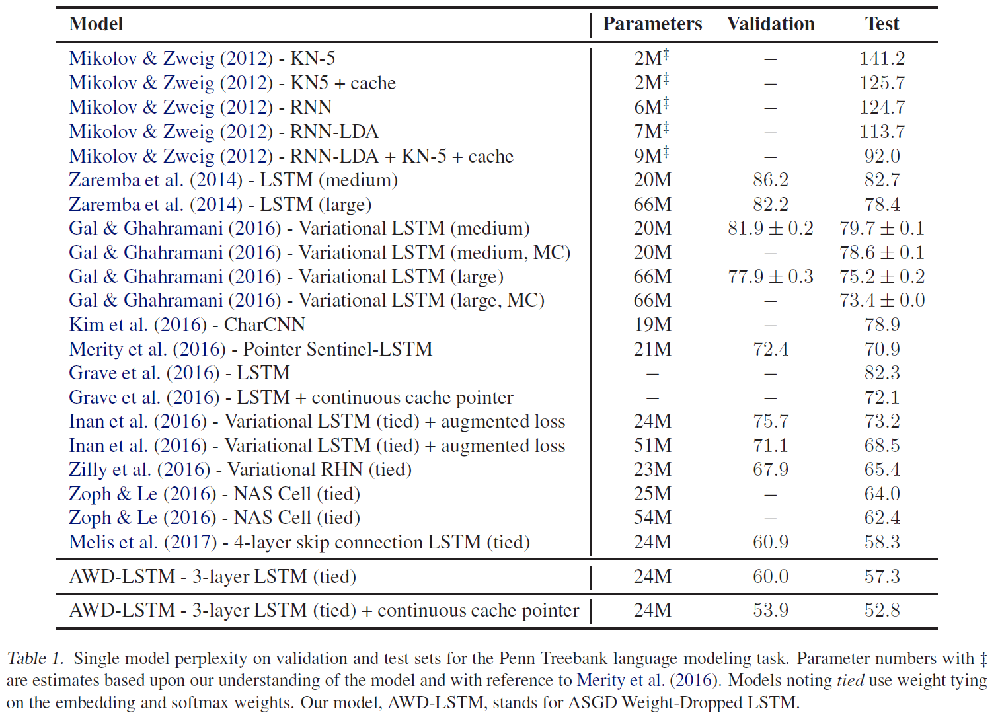 Model Parameters Validation Test
Mikolov & Zweig (2012) - KN-5 2M‡ − 141.2
Mikolov & Zweig (2012) - KN5 + cache 2M‡ − 125.7
Mikolov & Zweig (2012) - RNN 6M‡ − 124.7
Mikolov & Zweig (2012) - RNN-LDA 7M‡ − 113.7
Mikolov & Zweig (2012) - RNN-LDA + KN-5 + cache 9M‡ − 92.0
Zaremba et al. (2014) - LSTM (medium) 20M 86.2 82.7
Zaremba et al. (2014) - LSTM (large) 66M 82.2 78.4
Gal & Ghahramani (2016) - Variational LSTM (medium) 20M 81.9 ± 0.2 79.7 ± 0.1
Gal & Ghahramani (2016) - Variational LSTM (medium, MC) 20M − 78.6 ± 0.1
Gal & Ghahramani (2016) - Variational LSTM (large) 66M 77.9 ± 0.3 75.2 ± 0.2
Gal & Ghahramani (2016) - Variational LSTM (large, MC) 66M − 73.4 ± 0.0
Kim et al. (2016) - CharCNN 19M − 78.9
Merity et al. (2016) - Pointer Sentinel-LSTM 21M 72.4 70.9
Grave et al. (2016) - LSTM − − 82.3
Grave et al. (2016) - LSTM + continuous cache pointer − − 72.1
Inan et al. (2016) - Variational LSTM (tied) + augmented loss 24M 75.7 73.2
Inan et al. (2016) - Variational LSTM (tied) + augmented loss 51M 71.1 68.5
Zilly et al. (2016) - Variational RHN (tied) 23M 67.9 65.4
Zoph & Le (2016) - NAS Cell (tied) 25M − 64.0
Zoph & Le (2016) - NAS Cell (tied) 54M − 62.4
Melis et al. (2017) - 4-layer skip connection LSTM (tied) 24M 60.9 58.3
AWD-LSTM - 3-layer LSTM (tied) 24M 60.0 57.3
AWD-LSTM - 3-layer LSTM (tied) + continuous cache pointer 24M 53.9 52.8
Table 1. Single model perplexity on validation and test sets for the Penn Treebank language modeling task. Parameter numbers with ‡
are estimates based upon our understanding of the model and with reference to Merity et al. (2016). Models noting tied use weight tying
on the embedding and softmax weights. Our model, AWD-LSTM, stands for ASGD Weight-Dropped LSTM.